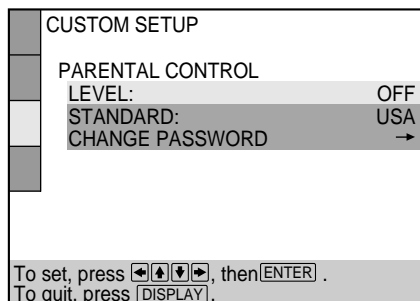 CUSTOM SETUP
PARENTAL CONTROL
LEVEL: OFF
STANDARD: USA
CHANGE PASSWORD →
To set, press ←↑↓→, then ENTER .
To quit, press DISPLAY.